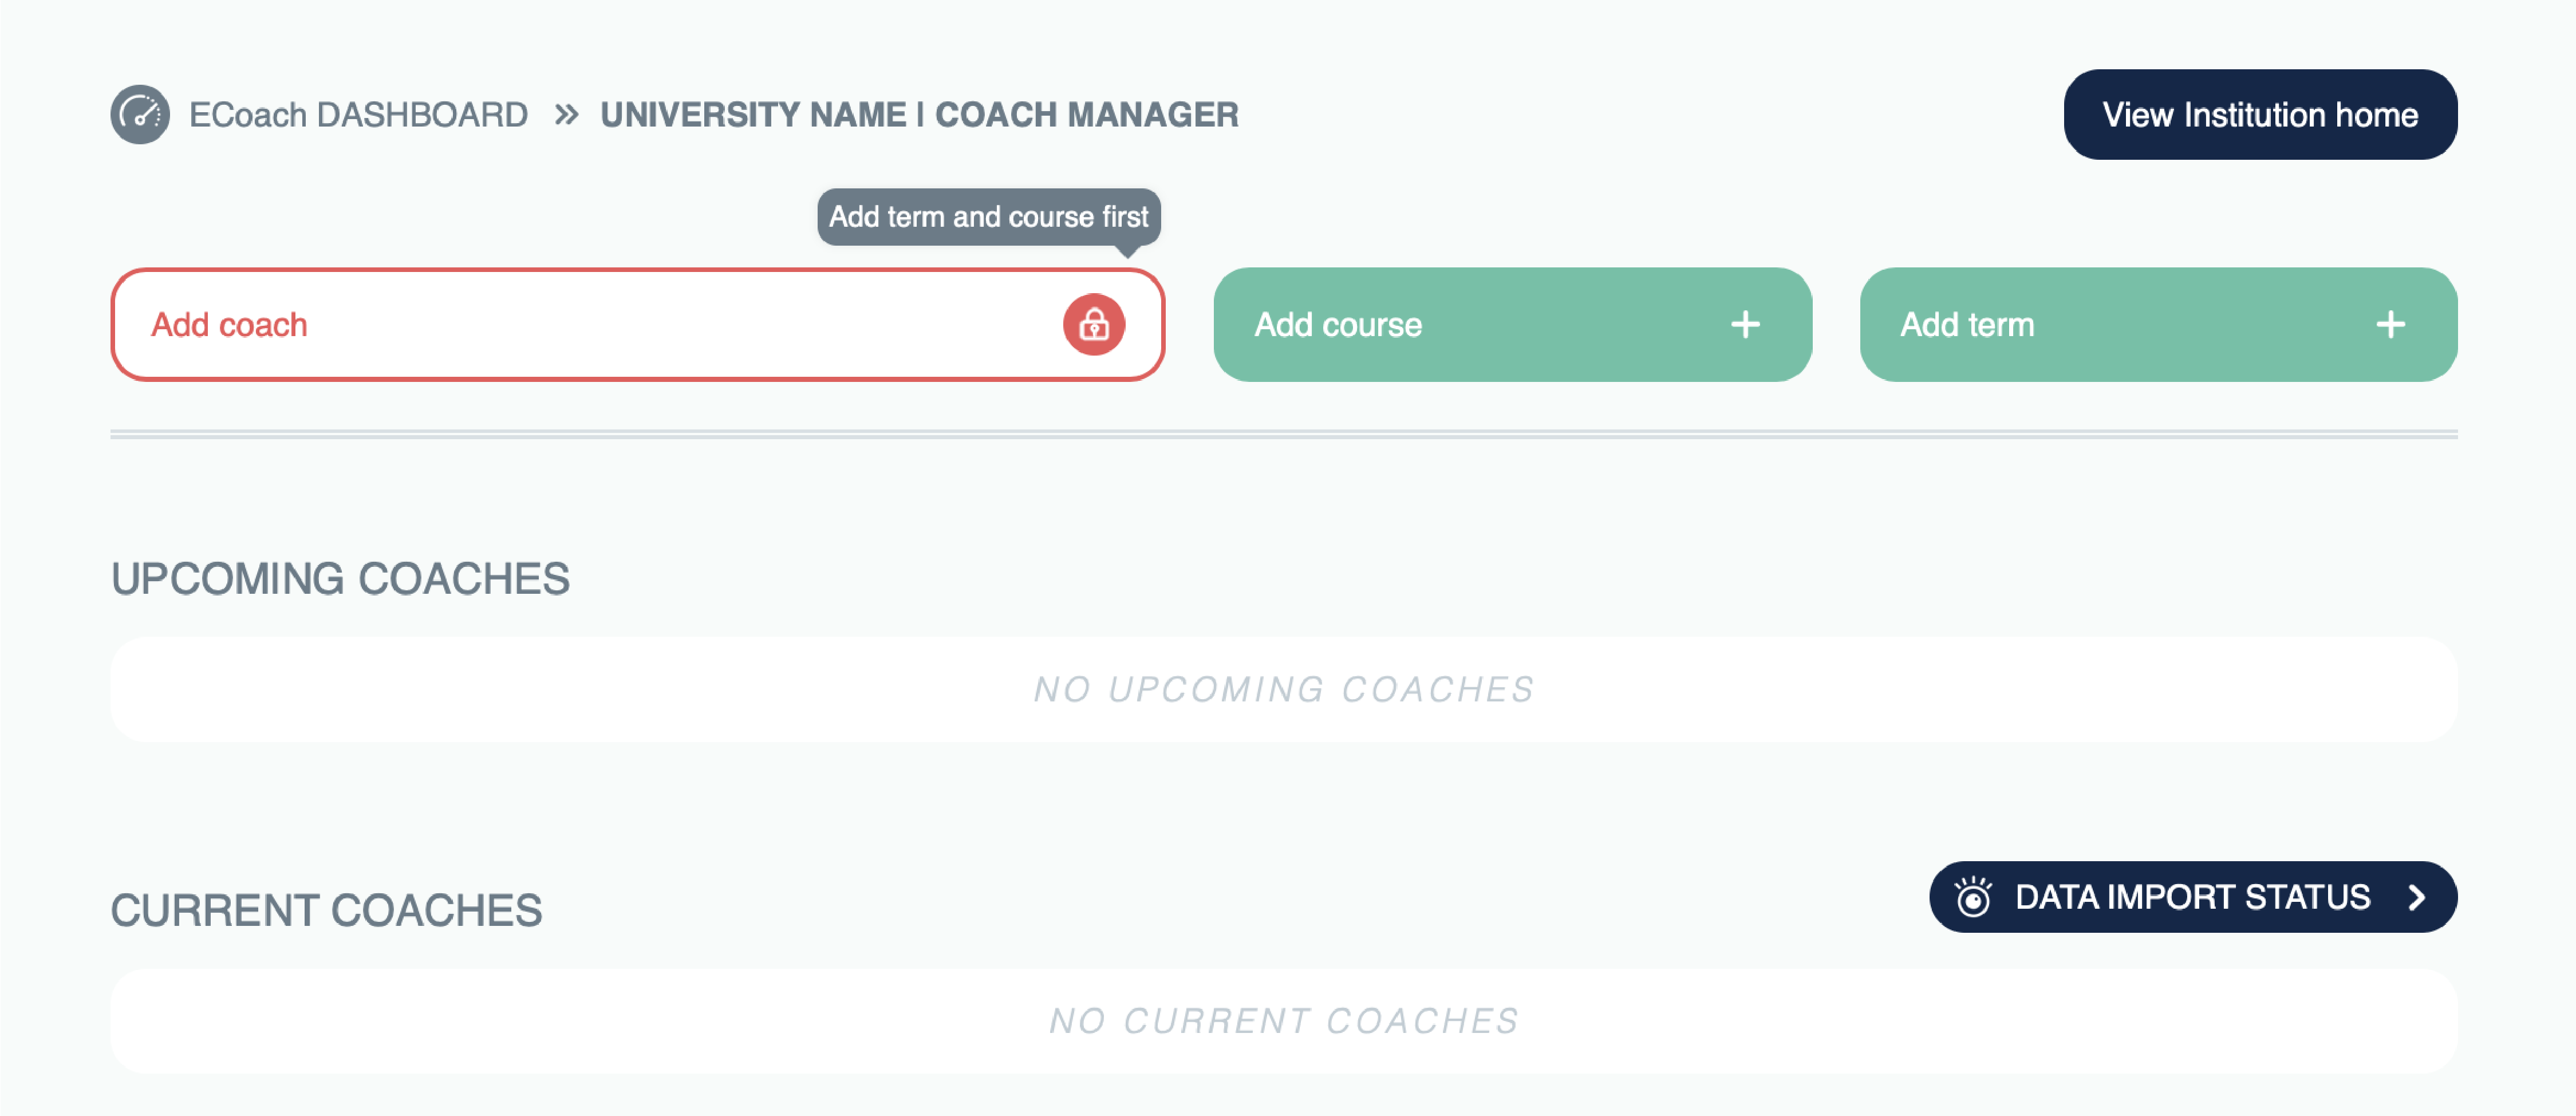 ECoach DASHBOARD » UNIVERSITY NAME | COACH MANAGER
View Institution home
Add term and course first
Add coach
Add course +
Add term +
UPCOMING COACHES
NO UPCOMING COACHES
CURRENT COACHES
DATA IMPORT STATUS
NO CURRENT COACHES